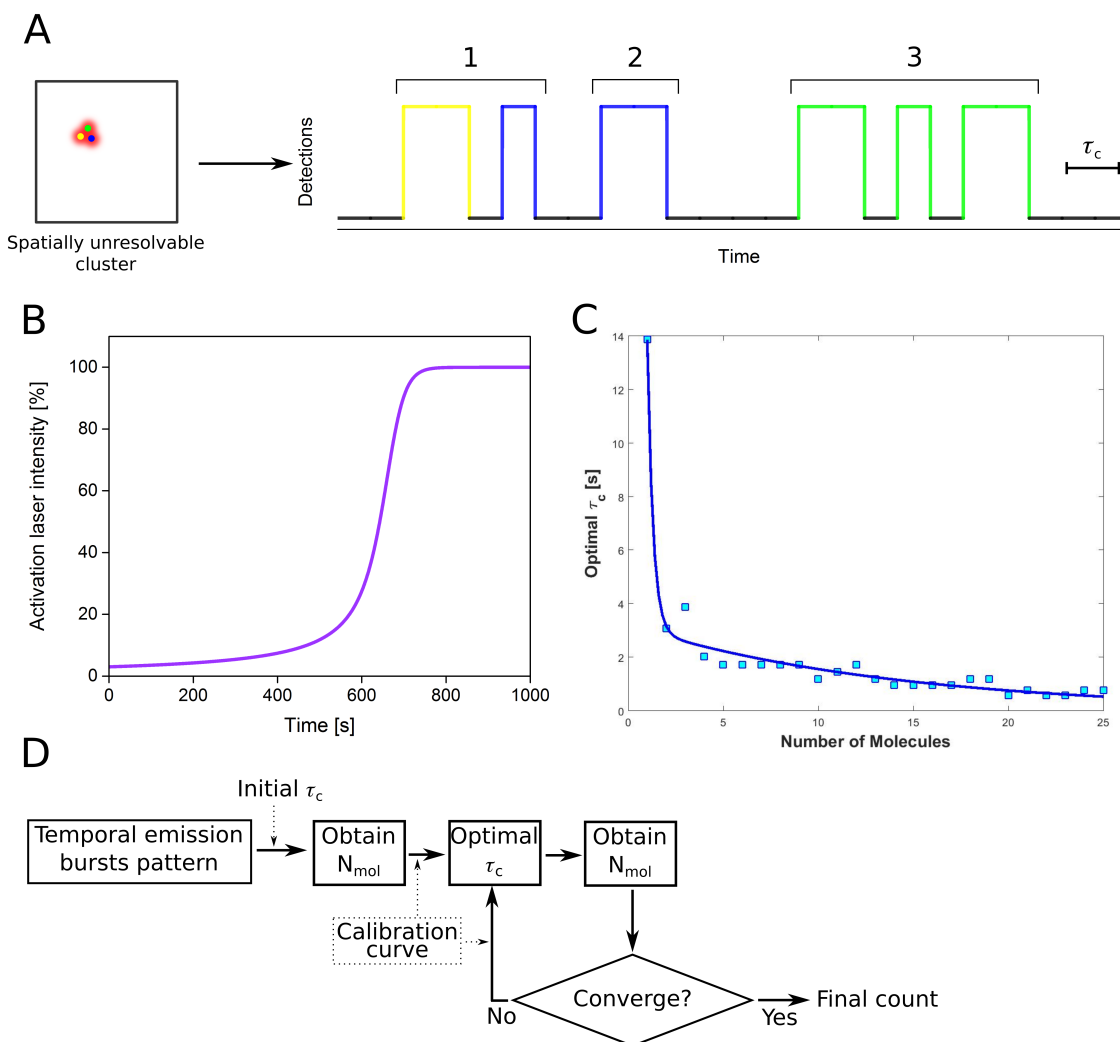 A
1
2
3
Detections
τc
Spatially unresolvable
cluster
Time
B
Activation laser intensity [%]
100
80
60
40
20
0
0 200 400 600 800 1000
Time [s]
C
Optimal τc [s]
14
12
10
8
6
4
2
0
0 5 10 15 20 25
Number of Molecules
D
Initial τc
Temporal emission
bursts pattern
Obtain
Nmol
Optimal
τc
Obtain
Nmol
Calibration
curve
Converge?
No
Yes
Final count